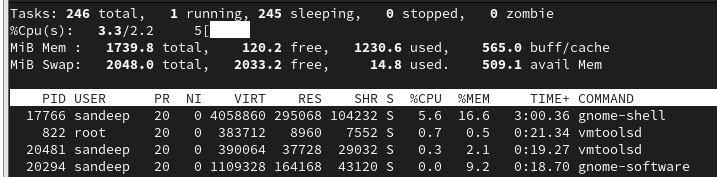 Tasks: 246 total, 1 running, 245 sleeping, 0 stopped, 0 zombie
%Cpu(s): 3.3/2.2 5[
MiB Mem : 1739.8 total, 120.2 free, 1230.6 used, 565.0 buff/cache
MiB Swap: 2048.0 total, 2033.2 free, 14.8 used. 509.1 avail Mem
PID USER PR NI VIRT RES SHR S %CPU %MEM TIME+ COMMAND
17766 sandeep 20 0 4058860 295068 104232 S 5.6 16.6 3:00.36 gnome-shell
822 root 20 0 383712 8960 7552 S 0.7 0.5 0:21.34 vmtoolsd
20481 sandeep 20 0 390064 37728 29032 S 0.3 2.1 0:19.27 vmtoolsd
20294 sandeep 20 0 1109328 164168 43120 S 0.0 9.2 0:18.70 gnome-software